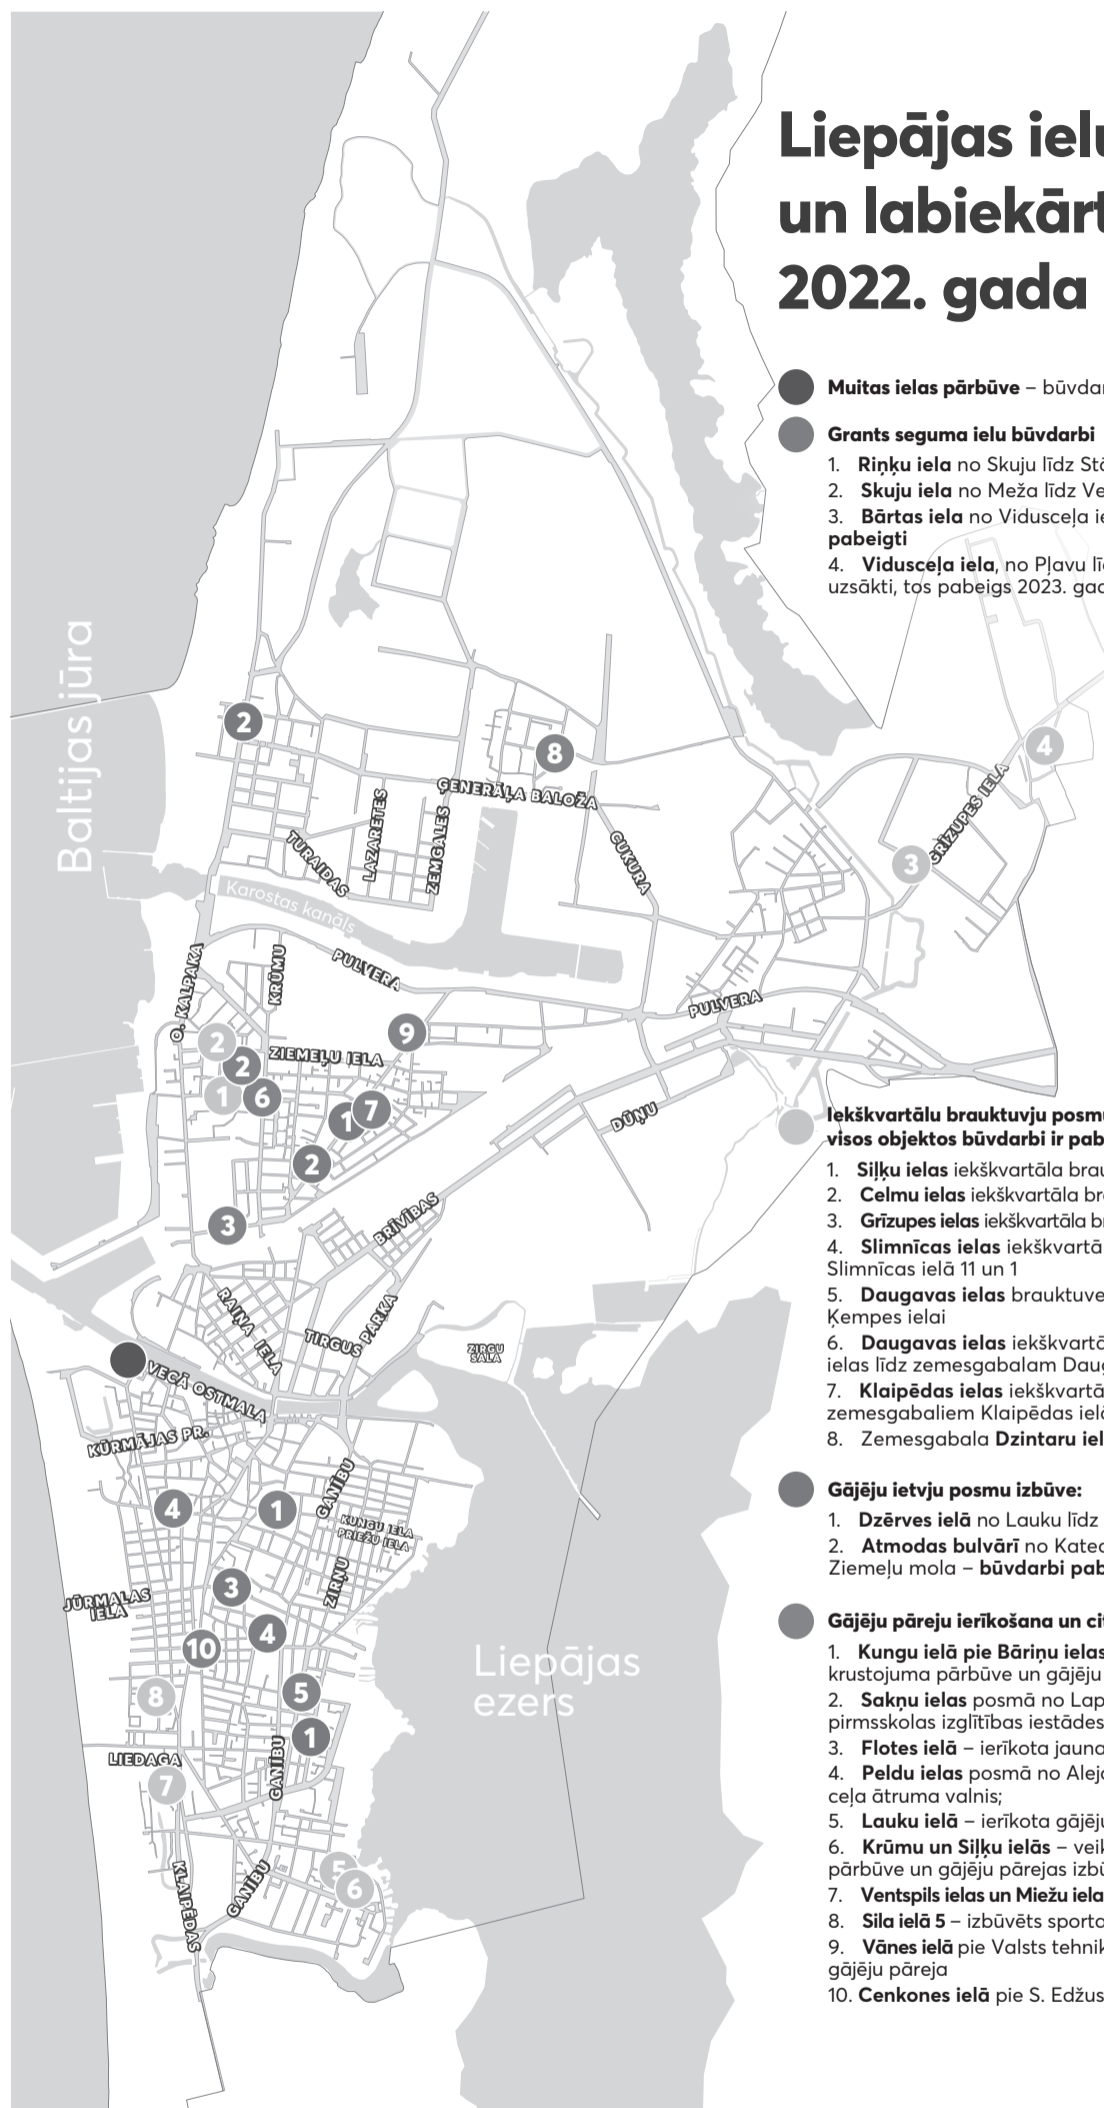 Liepājas ielu
un labiekārt
2022. gada
Muitas ielas pārbūve – būvdar
Grants seguma ielu būvdarbi
1. Riņķu iela no Skuju līdz Stā
2. Skuju iela no Meža līdz Ve
3. Bārtas iela no Vidusceļa ie
pabeigti
4. Vidusceļa iela, no Pļavu līd
uzsākti, tos pabeigs 2023. gad
Baltijas jūra
4
2
8
ĢENERĀĻA BALOŽA
GRĪZUPES IELA
LAZARETES
ZEMGALES
TURAIDAS
CUKURA
3
Karostas kanāls
O. KALPAKA
KRŪMU
PULVERA
PULVERA
9
2
ZIEMEĻU IELA
2
1
6
1
7
DŪŅU
2
3
BRĪVĪBAS
Iekškvartālu brauktuvju posmu
visos objektos būvdarbi ir pab
1. Siļķu ielas iekškvartāla brau
2. Celmu ielas iekškvartāla bra
3. Grīzupes ielas iekškvartāla br
4. Slimnīcas ielas iekškvartā
Slimnīcas ielā 11 un 1
5. Daugavas ielas brauktuve
Ķempes ielai
6. Daugavas ielas iekškvartā
ielas līdz zemesgabalam Daug
7. Klaipēdas ielas iekškvartā
zemesgabaliem Klaipēdas ielā
8. Zemesgabala Dzintaru iel
RAIŅA IELA
TIRGUS
PARKA
ZIRGU
SALA
VECĀ OSTMALA
KŪRMĀJAS PR.
GANĪBU
4
1
KUNGU IELA
PRIEŽU IELA
Gājēju ietvju posmu izbūve:
1. Dzērves ielā no Lauku līdz
2. Atmodas bulvārī no Kated
Ziemeļu mola – būvdarbi pab
ZIRŅU
3
JŪRMALAS
IELA
4
10
Liepājas
ezers
8
5
1
LIEDAGA
GANĪBU
7
Gājēju pāreju ierīkošana un cit
1. Kungu ielā pie Bāriņu ielas
krustojuma pārbūve un gājēju
2. Sakņu ielas posmā no Lap
pirmsskolas izglītības iestādes
3. Flotes ielā – ierīkota jauna
4. Peldu ielas posmā no Alejo
ceļa ātruma valnis;
5. Lauku ielā – ierīkota gājēju
6. Krūmu un Siļķu ielās – veik
pārbūve un gājēju pārejas izbū
7. Ventspils ielas un Miežu iela
8. Sila ielā 5 – izbūvēts sporta
9. Vānes ielā pie Valsts tehnik
gājēju pāreja
10. Cenkones ielā pie S. Edžus
KLAIPĒDAS
GANĪBU
5
6